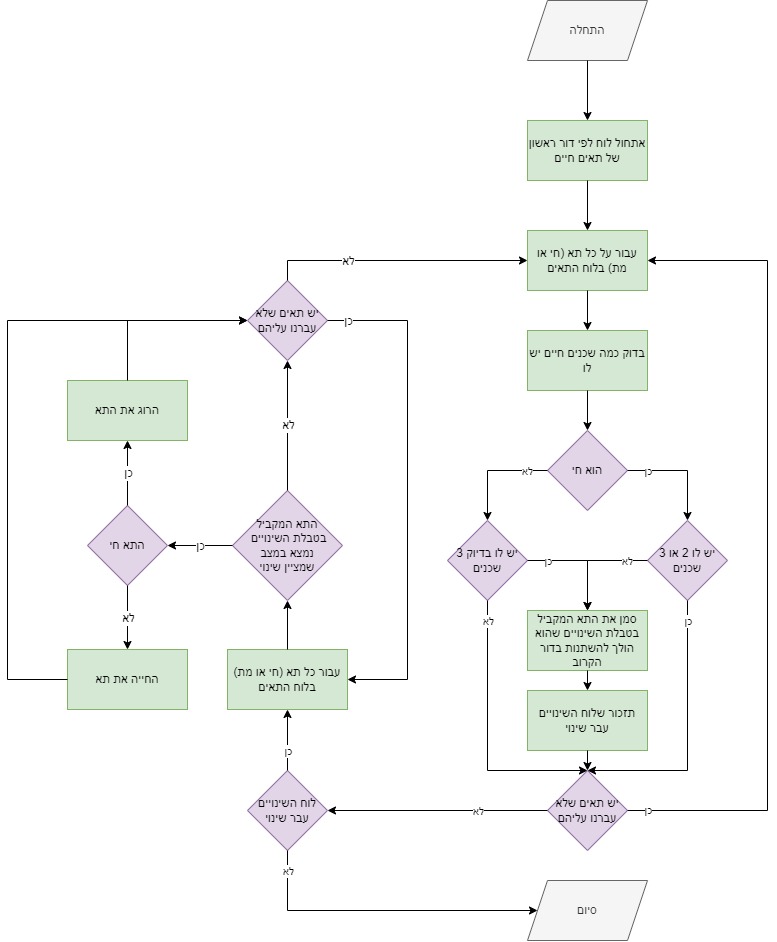 התחלה
אתחול לוח לפי דור ראשון
של תאים חיים
עבור על כל תא (חי או
מת) בלוח התאים
בדוק כמה שכנים חיים יש
לו
הוא חי
לא
כן
יש לו בדיוק 3
שכנים
יש לו 2 או 3
שכנים
כן
לא
לא
כן
סמן את התא המקביל
בטבלת השינויים שהוא
הולך להשתנות בדור
הקרוב
תזכור שלוח השינויים
עבר שינוי
יש תאים שלא
עברנו עליהם
כן
לא
לוח השינויים
עבר שינוי
כן
לא
סיום
עבור כל תא (חי או מת)
בלוח התאים
התא המקביל
בטבלת השינויים
נמצא במצב
שמציין שינוי
כן
לא
התא חי
כן
לא
הרוג את התא
החייה את תא
יש תאים שלא
עברנו עליהם
כן
לא